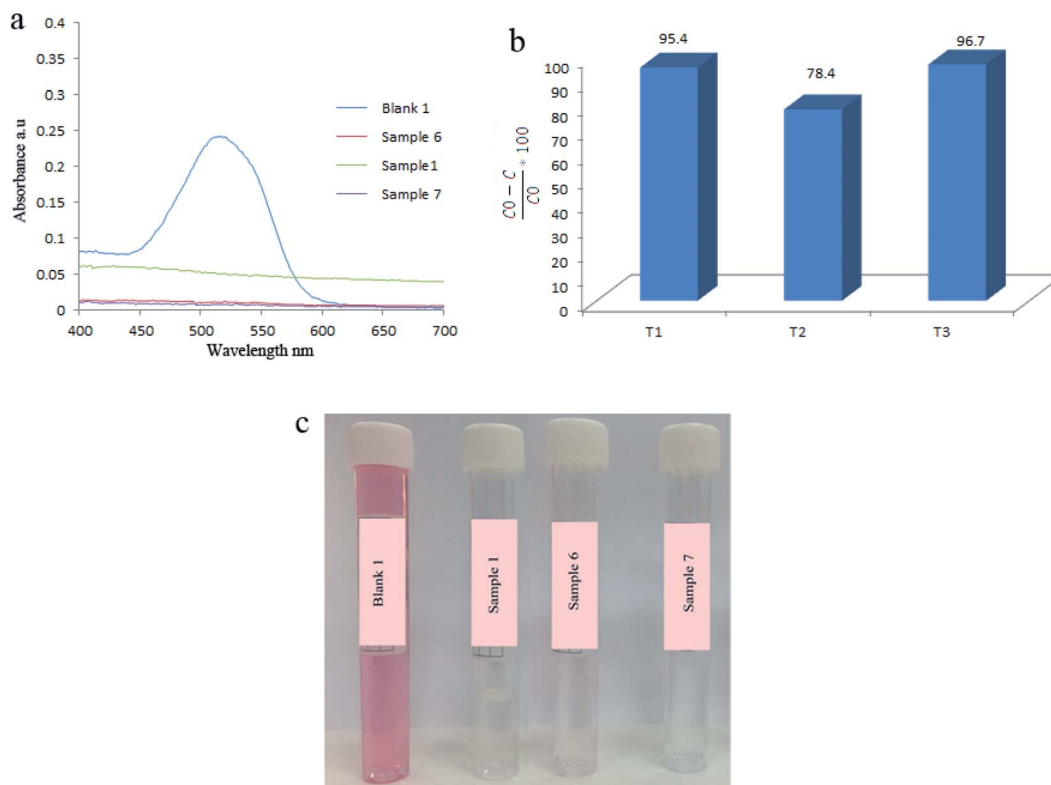 a
0.4
0.35
0.3
0.25
0.2
0.15
0.1
0.05
0
Absorbance a.u
400 450 500 550 600 650 700
Wavelength nm
Blank 1
Sample 6
Sample1
Sample 7
b
100
90
80
70
60
50
40
30
20
10
0
C0 − C
C0
* 100
95.4 78.4 96.7
T1 T2 T3
c
Blank 1
Sample 1
Sample 6
Sample 7